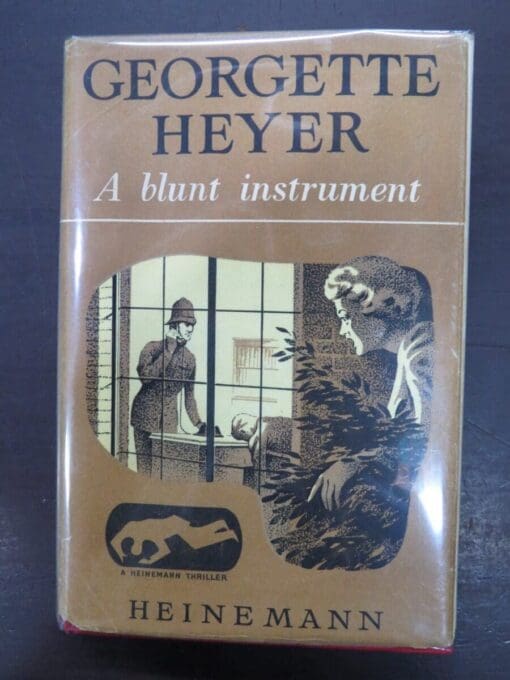 GEORGETTE
HEYER
A blunt instrument
A HEINEMANN THRILLER
HEINEMANN